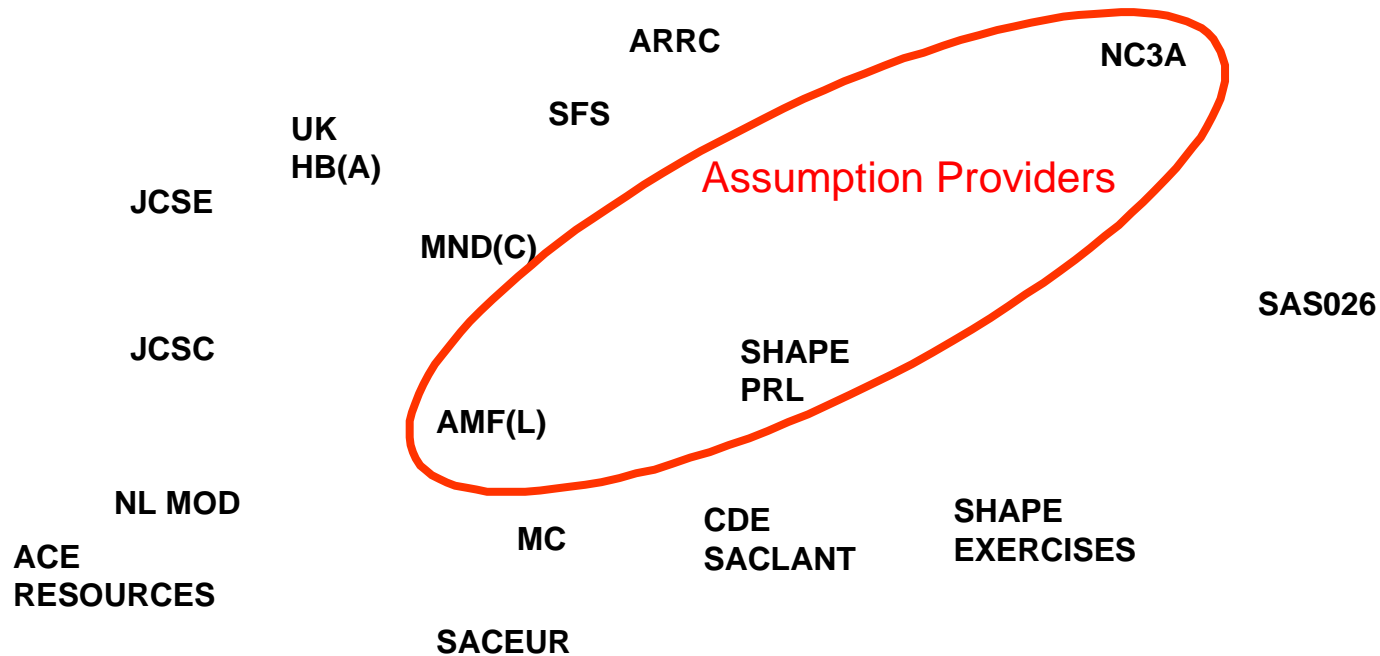 ARRC
NC3A
SFS
UK
HB(A)
Assumption Providers
JCSE
MND(C)
SAS026
JCSC
SHAPE
PRL
AMF(L)
NL MOD
MC
CDE
SACLANT
SHAPE
EXERCISES
ACE
RESOURCES
SACEUR